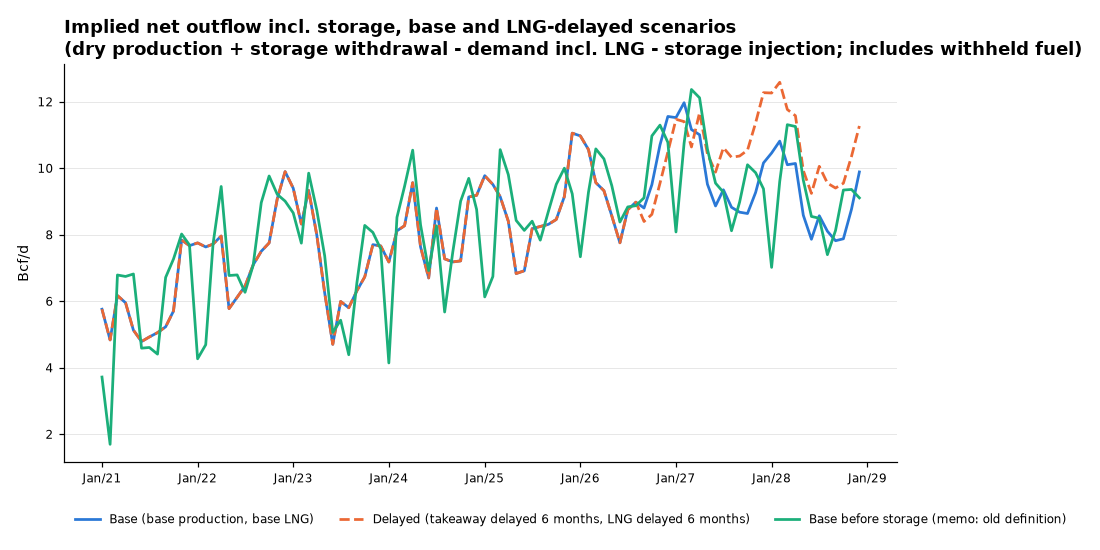 Implied net outflow incl. storage, base and LNG-delayed scenarios
(dry production + storage withdrawal - demand incl. LNG - storage injection; includes withheld fuel)
Bcf/d
12
10
8
6
4
2
Jan/21 Jan/22 Jan/23 Jan/24 Jan/25 Jan/26 Jan/27 Jan/28 Jan/29
Base (base production, base LNG) Delayed (takeaway delayed 6 months, LNG delayed 6 months) Base before storage (memo: old definition)